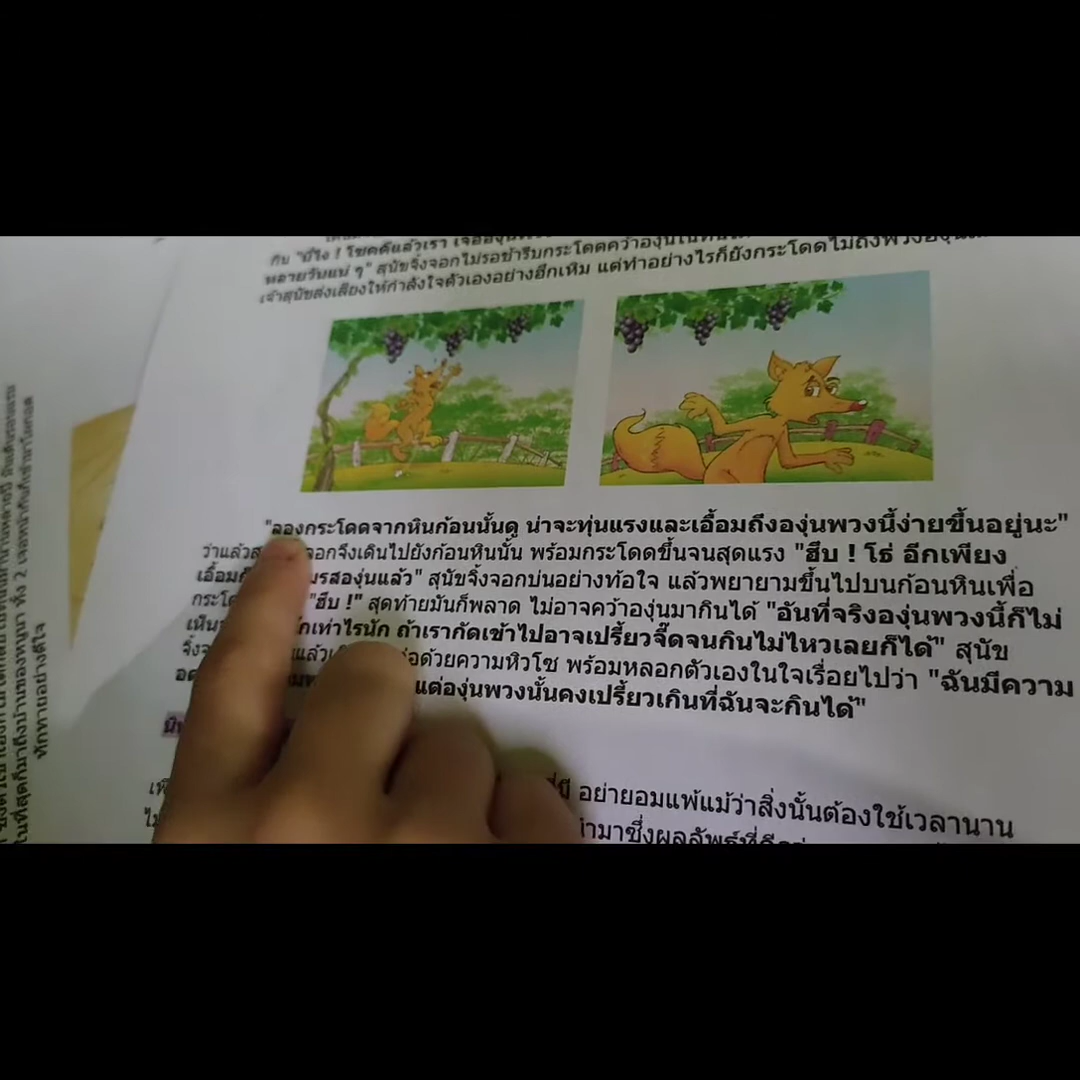 กับ "ยี่ไง ! โชคดีแล้วเรา
หลายวันแน่ ๆ" สุนัขจิ้งจอกไม่รอช้ารีบกระโดดคว้าองุ่น
เจ้าสุนัขส่งเสียงให้กำลังใจตัวเองอย่างฮึกเหิม แต่ทำอย่างไรก็ยังกระโดดไม่ถึงพวง
"ลองกระโดดจากหินก้อนนั้นดู น่าจะทุ่นแรงและเอื้อมถึงองุ่นพวงนี้ง่ายขึ้นอยู่นะ"
ว่าแล้ว จึงเดินไปยังก้อนหินนั้น พร้อมกระโดดขึ้นจนสุดแรง "ฮึบ ! โธ่ อีกเพียง
เอื้อม รสองุ่นแล้ว" สุนัขจิ้งจอกบ่นอย่างท้อใจ แล้วพยายามขึ้นไปบนก้อนหินเพื่อ
"ฮึบ !" สุดท้ายมันก็พลาด ไม่อาจคว้าองุ่นมากินได้ "อันที่จริงองุ่นพวงนี้ก็ไม่
เห็น เท่าไรนัก ถ้าเรากัดเข้าไปอาจเปรี้ยวจี๊ดจนกินไม่ไหวเลยก็ได้" สุนัข
แล้ว ด้วยความหิวโซ พร้อมหลอกตัวเองในใจเรื่อยไปว่า "ฉันมีความ
แต่องุ่นพวงนั้นคงเปรี้ยวเกินที่ฉันจะกินได้"
อย่ายอมแพ้แม้ว่าสิ่งนั้นต้องใช้เวลานาน
มาซึ่งผลลัพธ์ที่
ในที่สุดก็มาถึงบ้านของหนูนา ทั้ง 2
ทักทายอย่างดีใจ